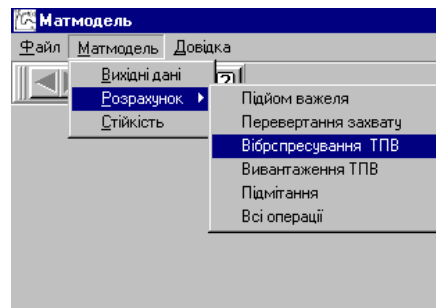 Матмодель
Файл Матмодель Довідка
Вихідні дані
Розрахунок
Стійкість
Підйом важеля
Перевертання захвату
Вібрспресування ТПВ
Вивантаження ТПВ
Підмітання
Всі операції